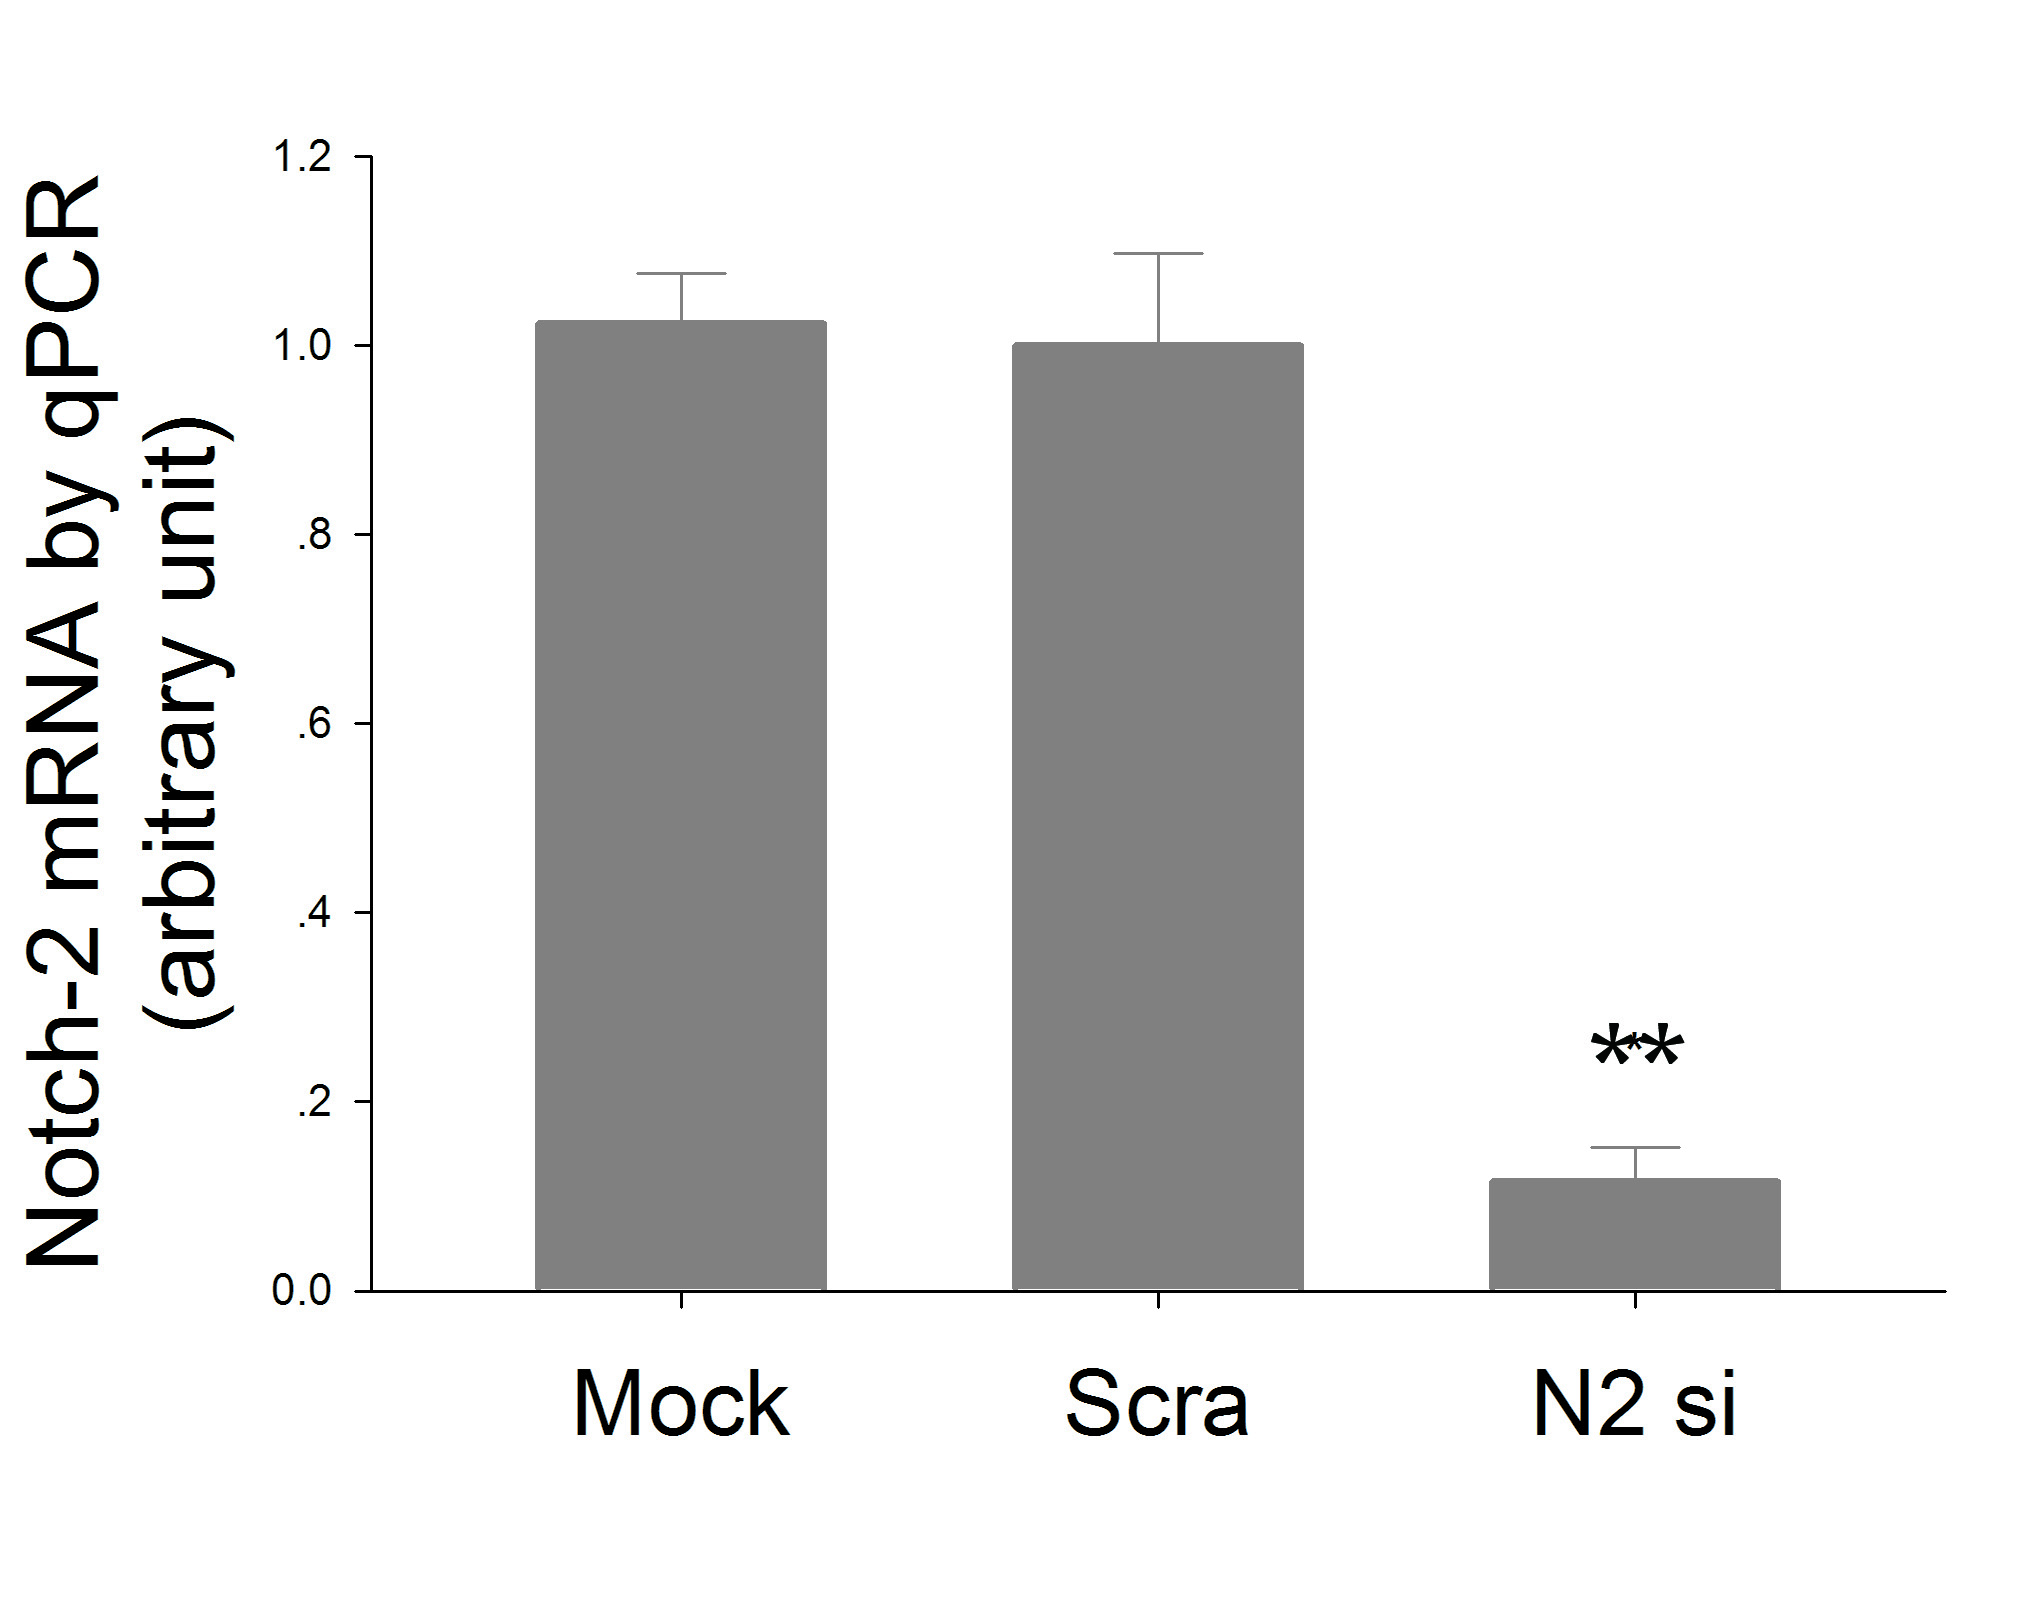 Notch-2 mRNA by qPCR
(arbitrary unit)
1.2
1.0
.8
.6
.4
.2
0.0
***
Mock Scra N2 si